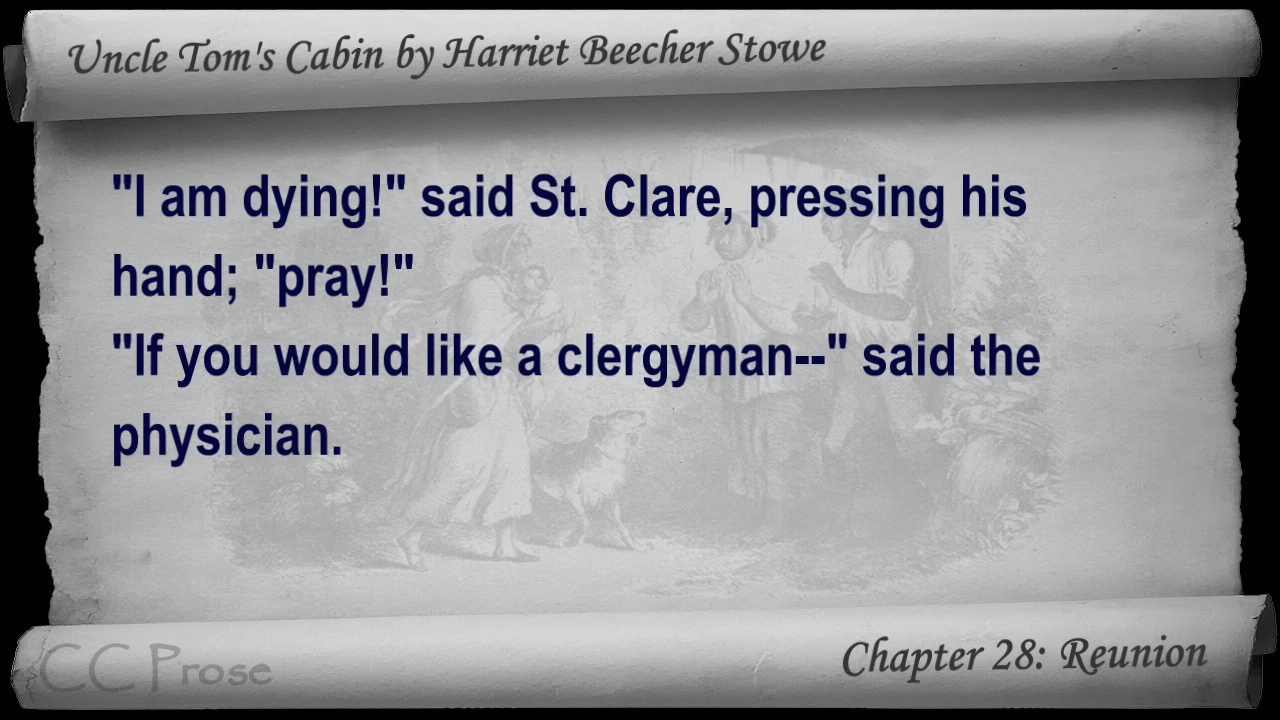 Uncle Tom's Cabin by Harriet Beecher Stowe
"I am dying!" said St. Clare, pressing his
hand; "pray!"
"If you would like a clergyman--" said the
physician.
CC Prose
Chapter 28: Reunion